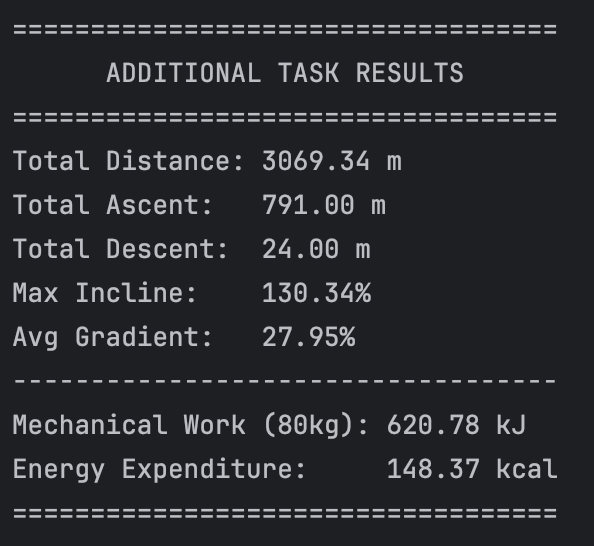 ===================================
ADDITIONAL TASK RESULTS
===================================
Total Distance: 3069.34 m
Total Ascent:   791.00 m
Total Descent:  24.00 m
Max Incline:    130.34%
Avg Gradient:   27.95%
-----------------------------------
Mechanical Work (80kg): 620.78 kJ
Energy Expenditure:     148.37 kcal
===================================